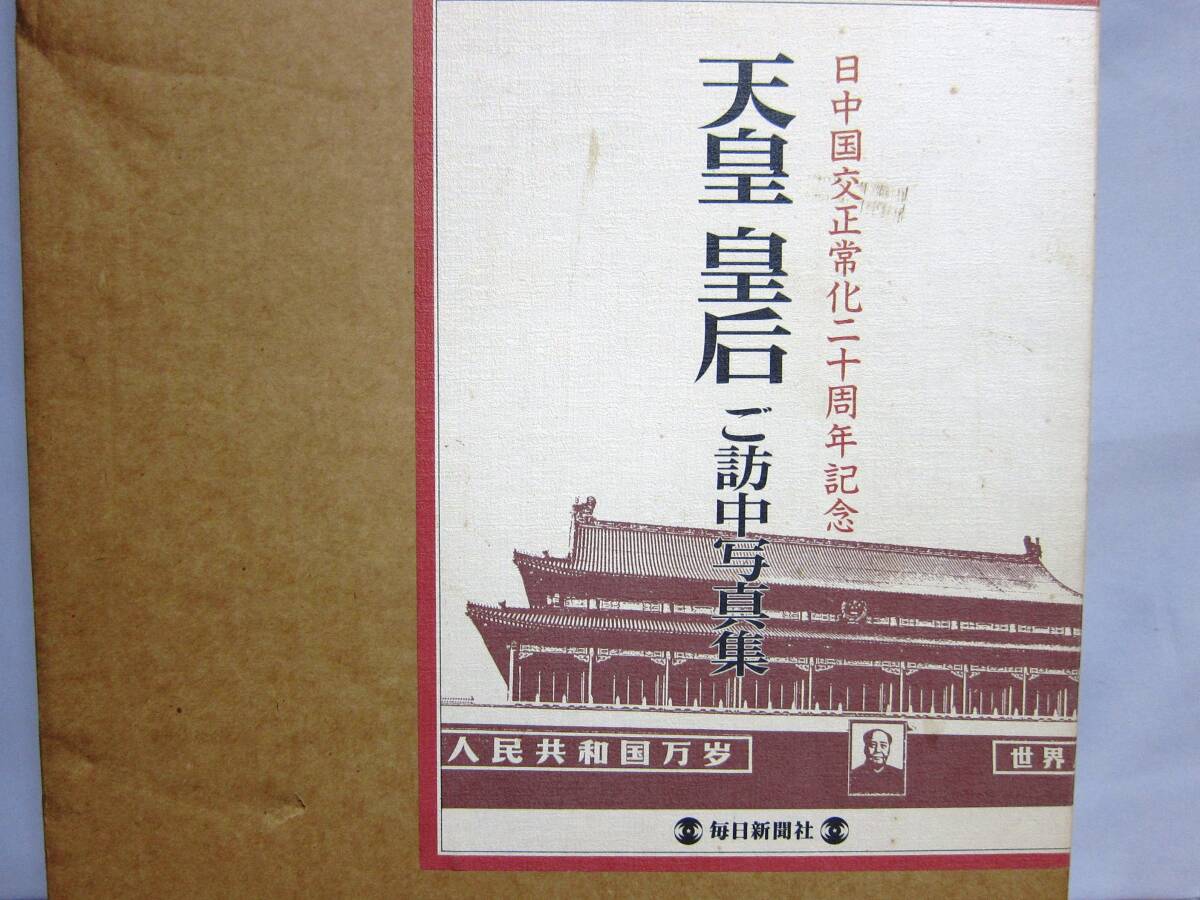 日中国交正常化二十周年記念
天皇 皇后 ご訪中写真集
人民共和国万岁
世界
毎日新聞社